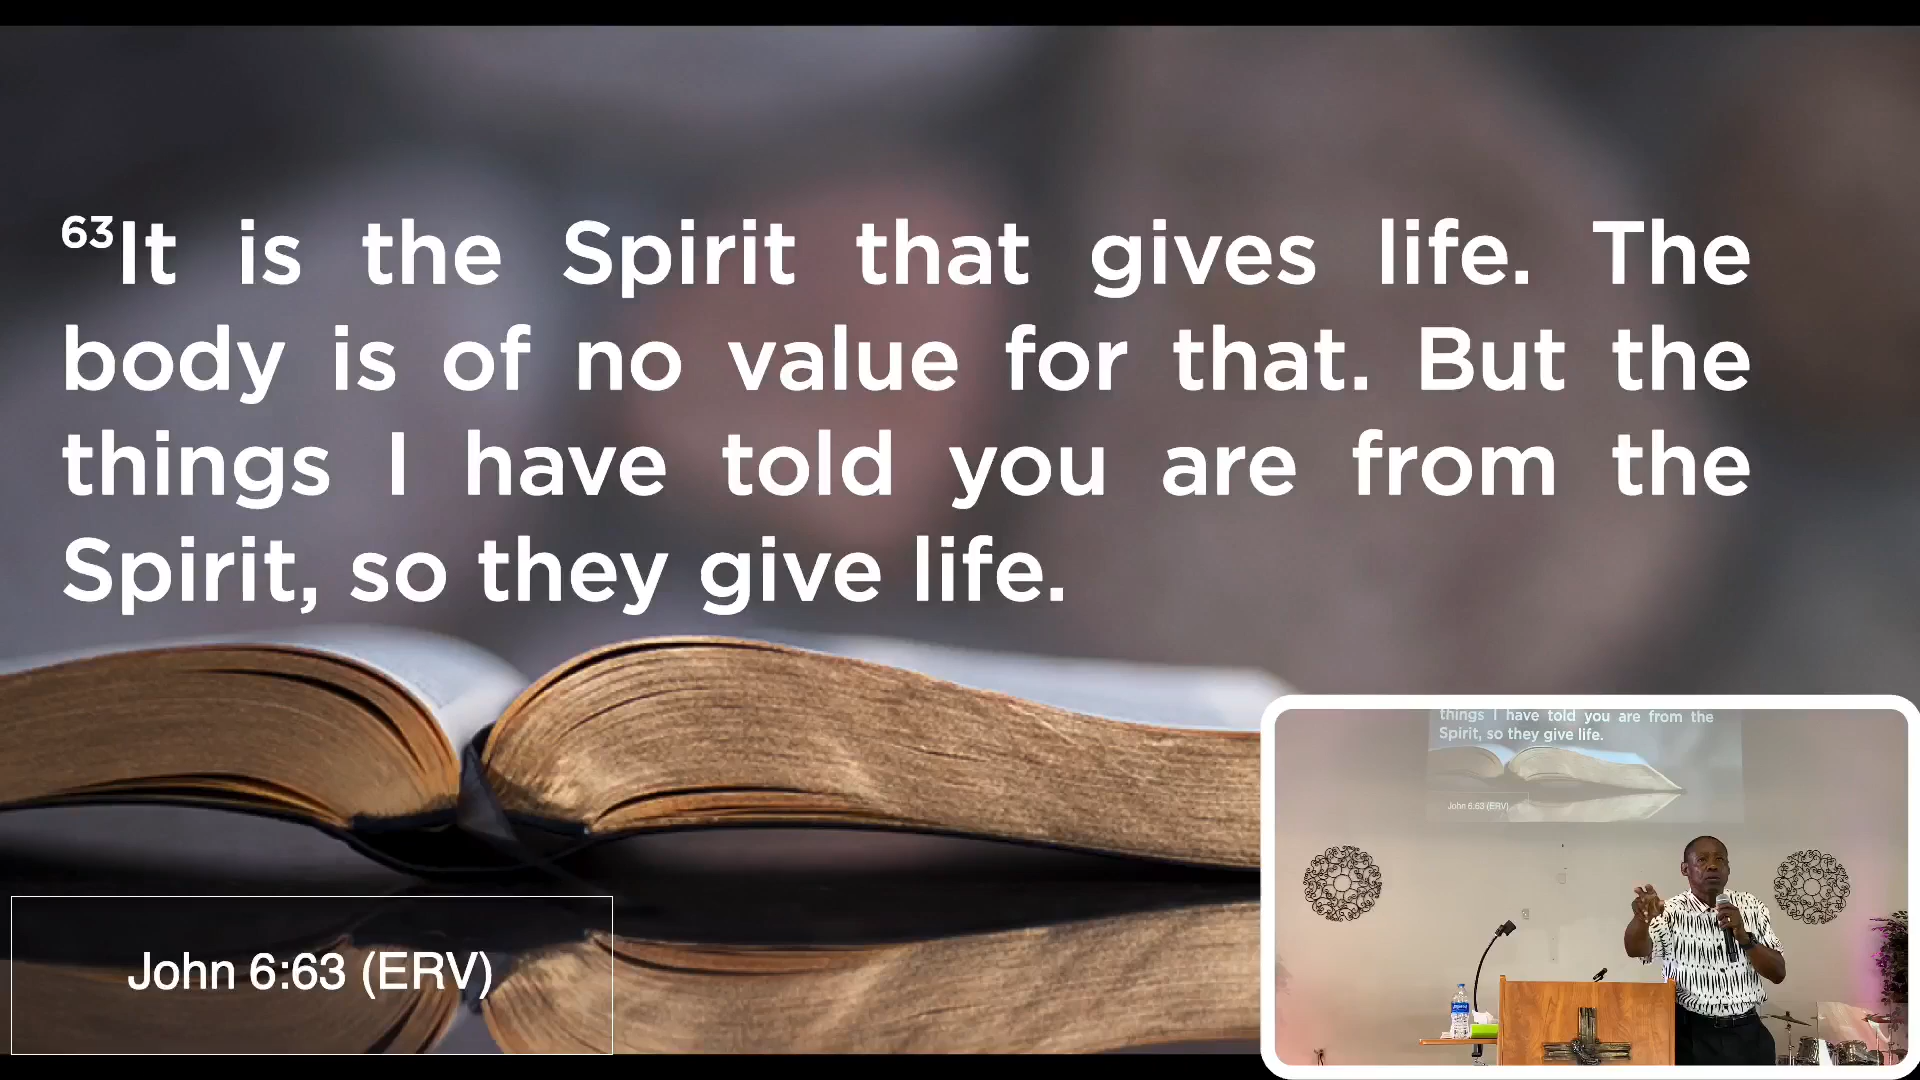 ⁶³It is the Spirit that gives life. The
body is of no value for that. But the
things I have told you are from the
Spirit, so they give life.
John 6:63 (ERV)
things I have told you are from the
Spirit, so they give life.
John 6:63 (ERV)